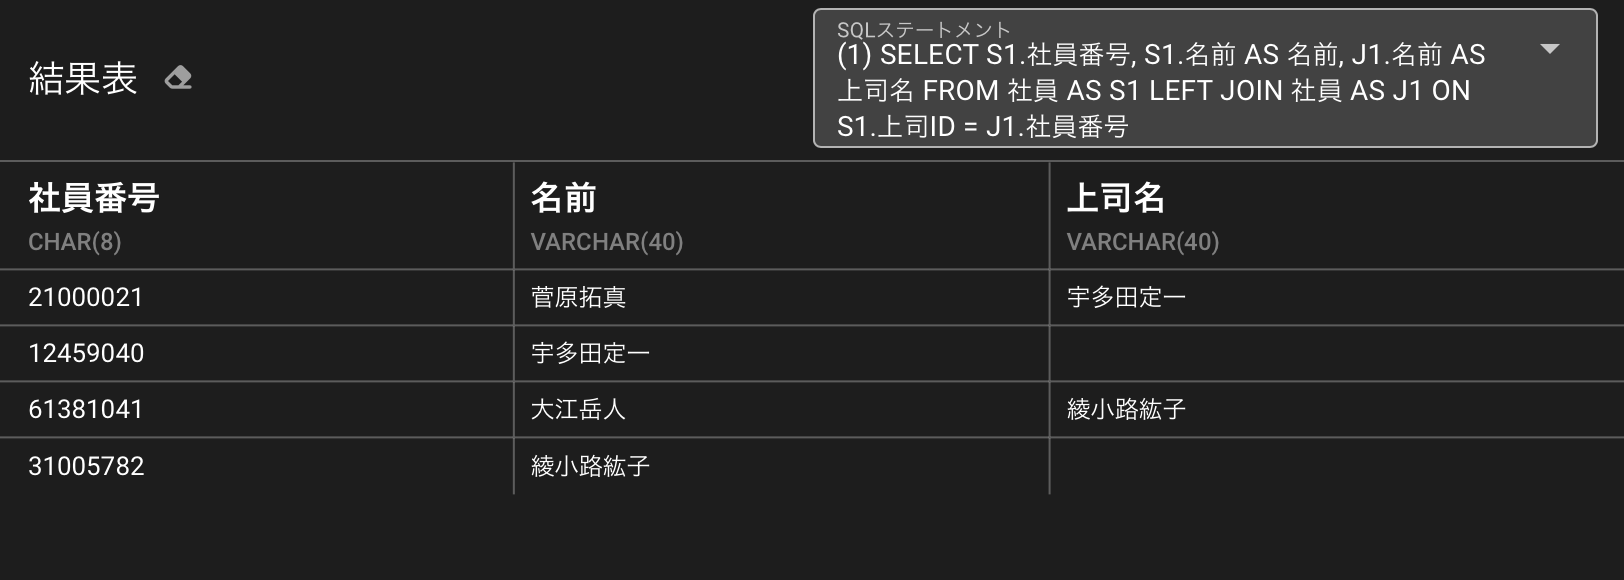 結果表
SQLステートメント
(1) SELECT S1.社員番号, S1.名前 AS 名前, J1.名前 AS
上司名 FROM 社員 AS S1 LEFT JOIN 社員 AS J1 ON
S1.上司ID = J1.社員番号
社員番号 名前 上司名
CHAR(8) VARCHAR(40) VARCHAR(40)
21000021 菅原拓真 宇多田定一
12459040 宇多田定一
61381041 大江岳人 綾小路紘子
31005782 綾小路紘子